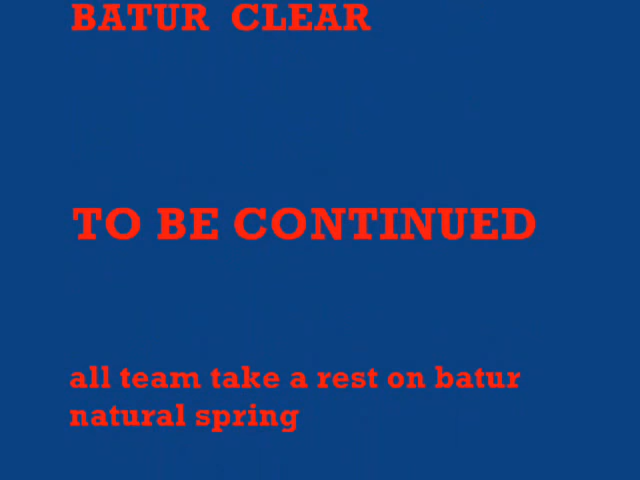 BATUR CLEAR
TO BE CONTINUED
all team take a rest on batur
natural spring